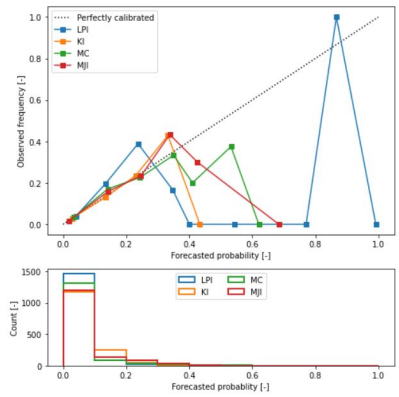 1.0
0.8
0.6
0.4
0.2
0.0
Observed frequency [-]
Perfectly calibrated
LPI
KI
MC
MJI
0.0 0.2 0.4 0.6 0.8 1.0
Forecasted probability [-]
1500
1000
500
0
Count [-]
LPI MC
KI MJI
0.0 0.2 0.4 0.6 0.8 1.0
Forecasted probablity [-]